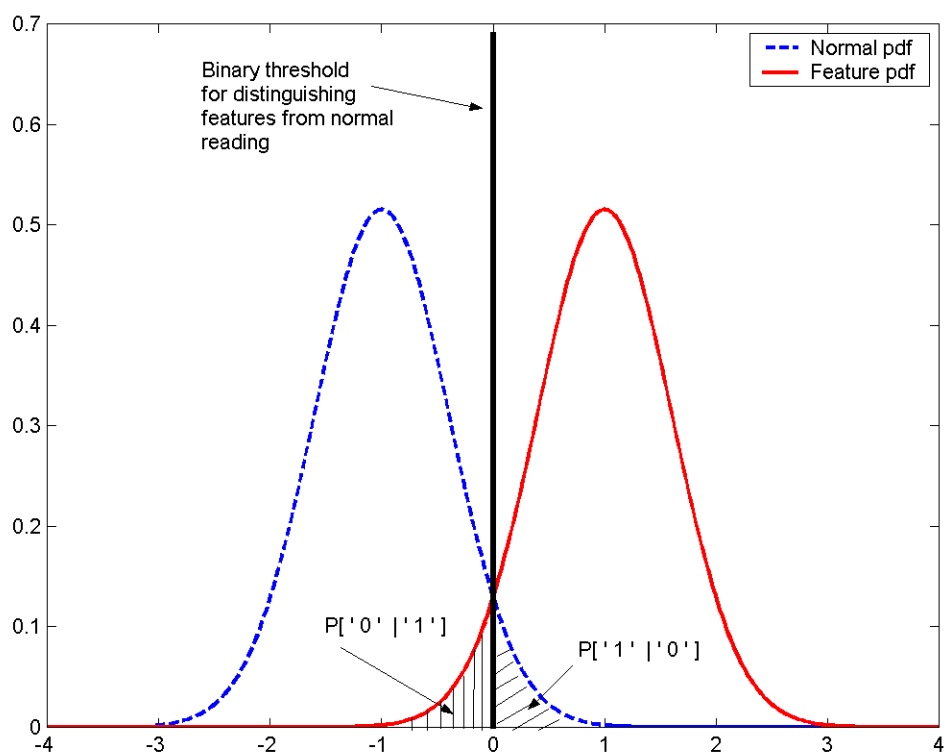 0.7
0.6
0.5
0.4
0.3
0.2
0.1
0
Binary threshold
for distinguishing
features from normal
reading
Normal pdf
Feature pdf
P['0'|'1']
P['1'|'0']
-4 -3 -2 -1 0 1 2 3 4